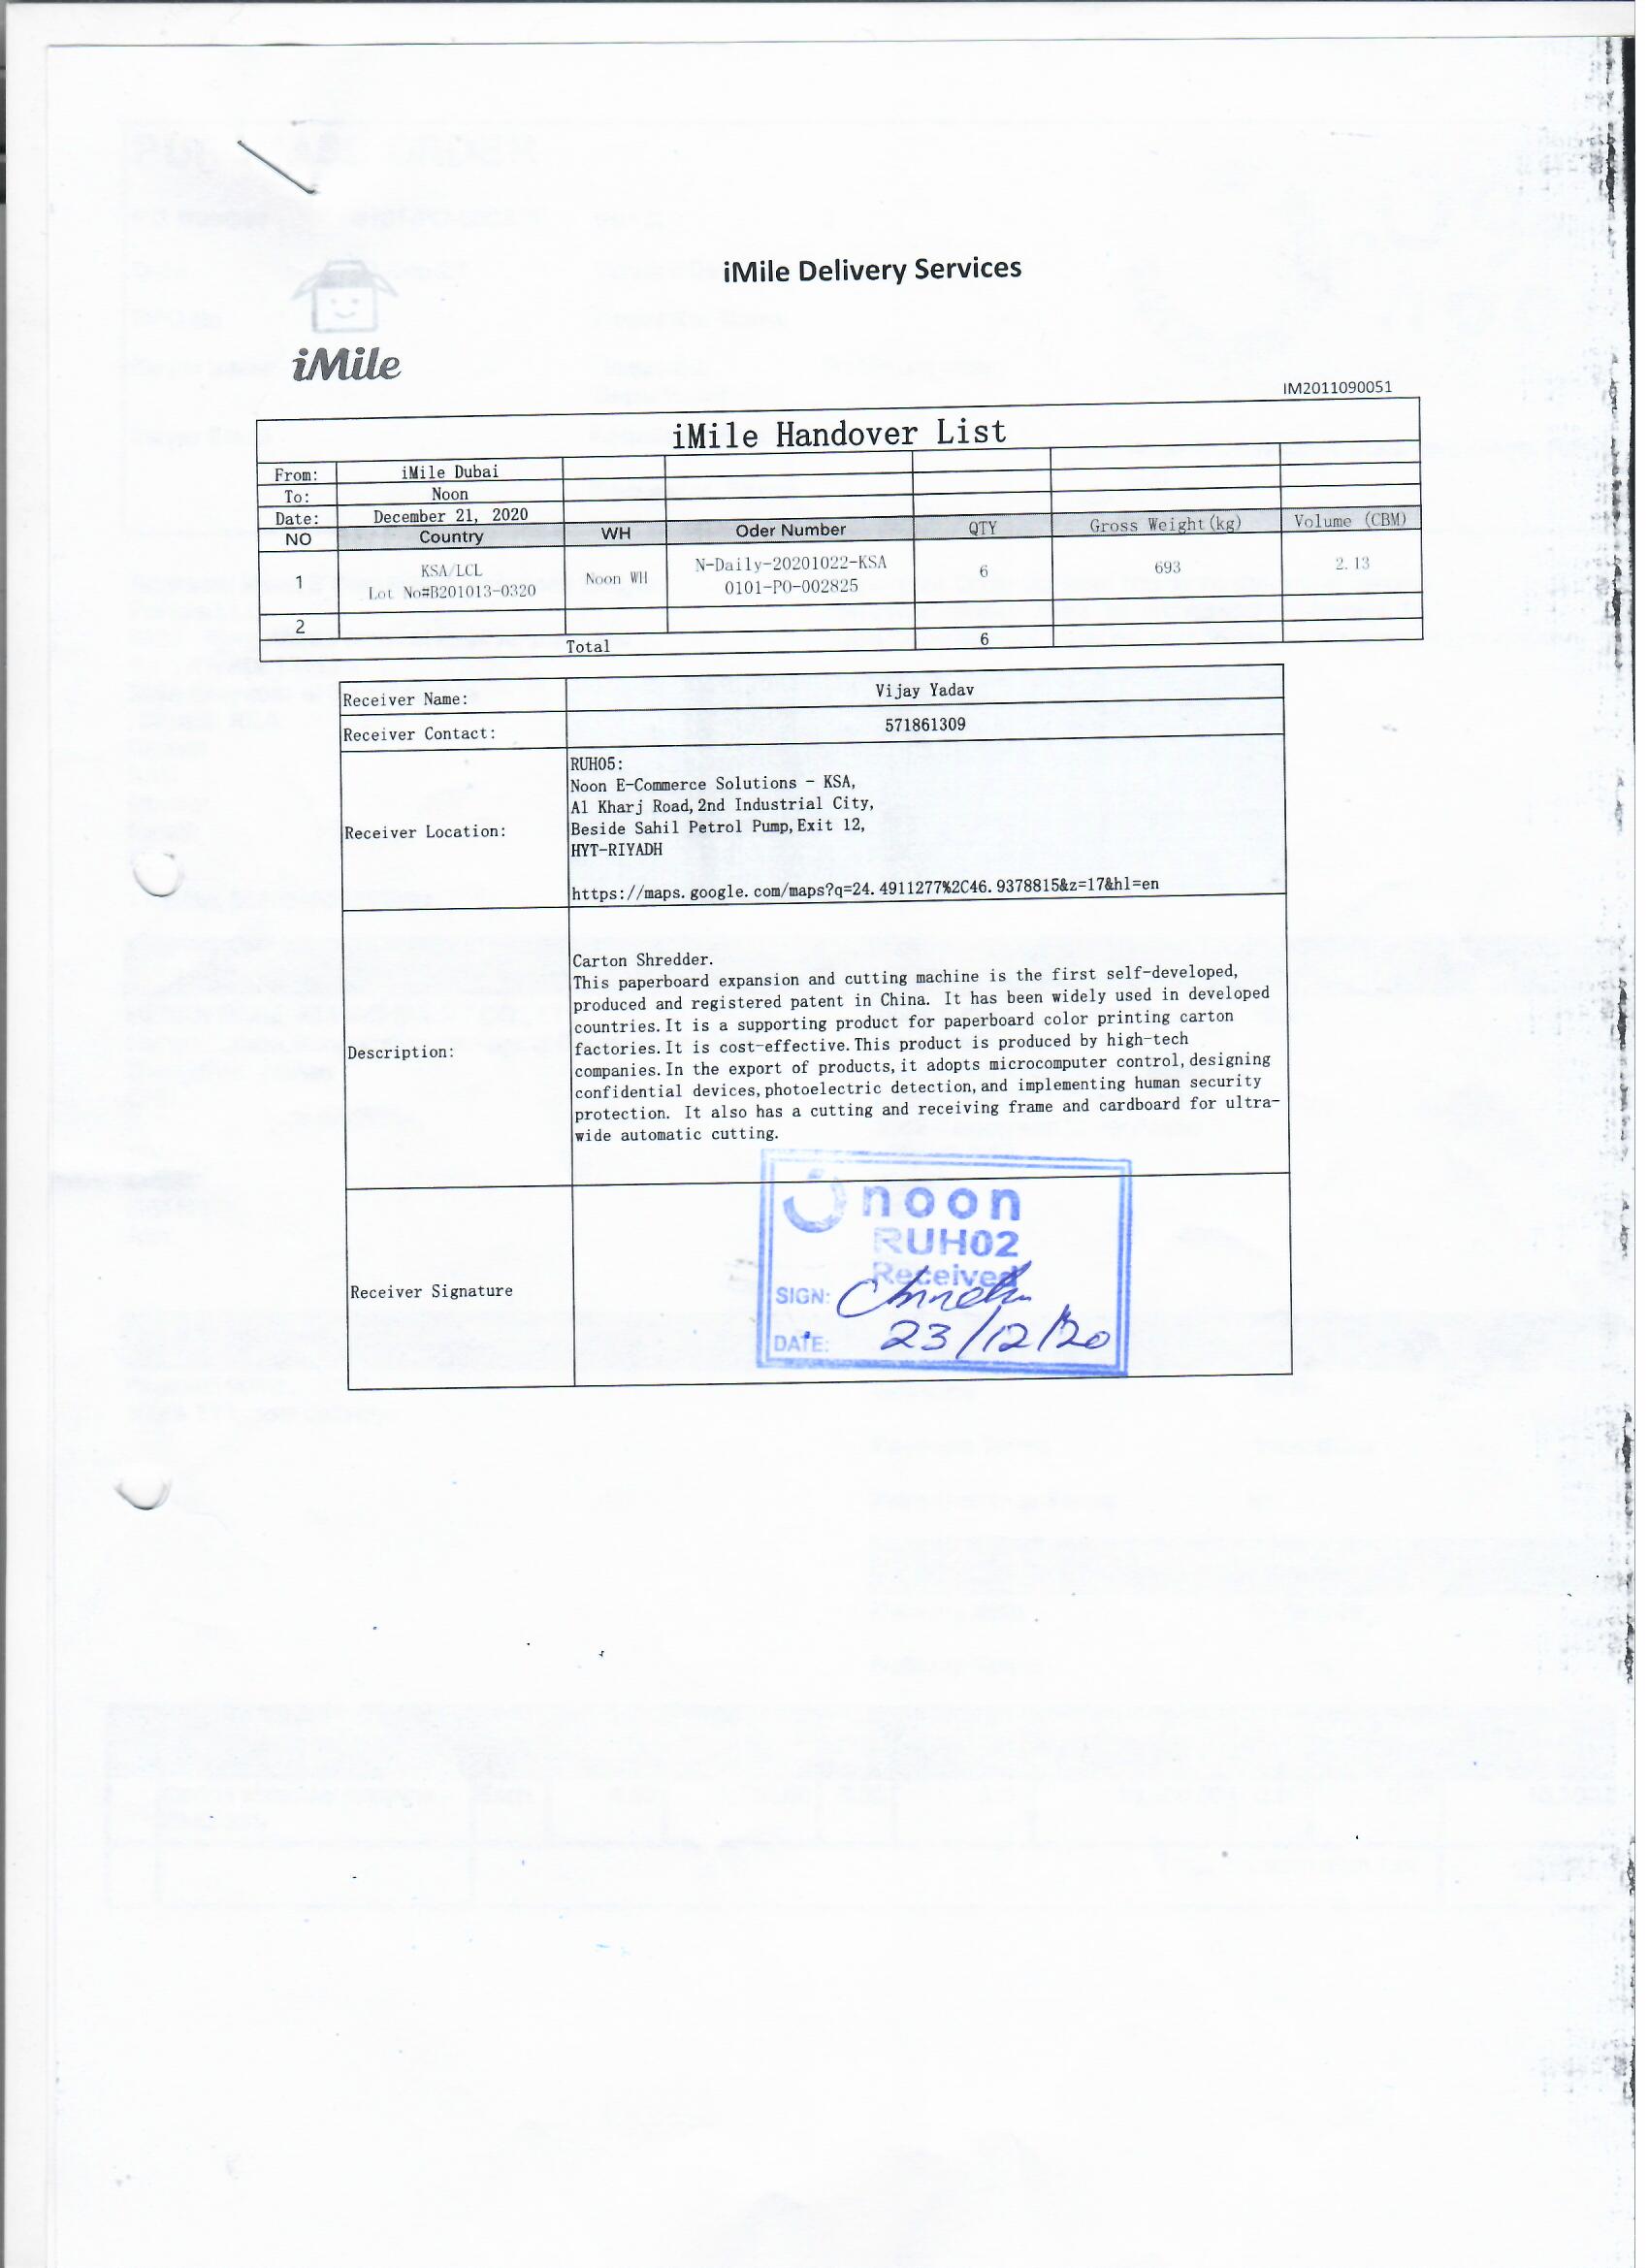 iMile Delivery Services
iMile
IM2011090051
iMile Handover List
From: iMile Dubai
To: Noon
Date: December 21, 2020
NO Country WH Oder Number QTY Gross Weight(kg) Volume (CBM)
1 KSA/LCL Lot No#B201013-0320 Noon WH N-Daily-20201022-KSA 0101-PO-002825 6 693 2.13
2
Total 6
Receiver Name: Vijay Yadav
Receiver Contact: 571861309
Receiver Location:
RUH05:
Noon E-Commerce Solutions - KSA,
Al Kharj Road,2nd Industrial City,
Beside Sahil Petrol Pump,Exit 12,
HYT-RIYADH
https://maps.google.com/maps?q=24.4911277%2C46.9378815&z=17&hl=en
Description:
Carton Shredder.
This paperboard expansion and cutting machine is the first self-developed,
produced and registered patent in China. It has been widely used in developed
countries.It is a supporting product for paperboard color printing carton
factories.It is cost-effective.This product is produced by high-tech
companies.In the export of products,it adopts microcomputer control,designing
confidential devices,photoelectric detection,and implementing human security
protection. It also has a cutting and receiving frame and cardboard for ultra-
wide automatic cutting.
Receiver Signature
noon
RUH02
Received
SIGN:
DATE: 23/12/20